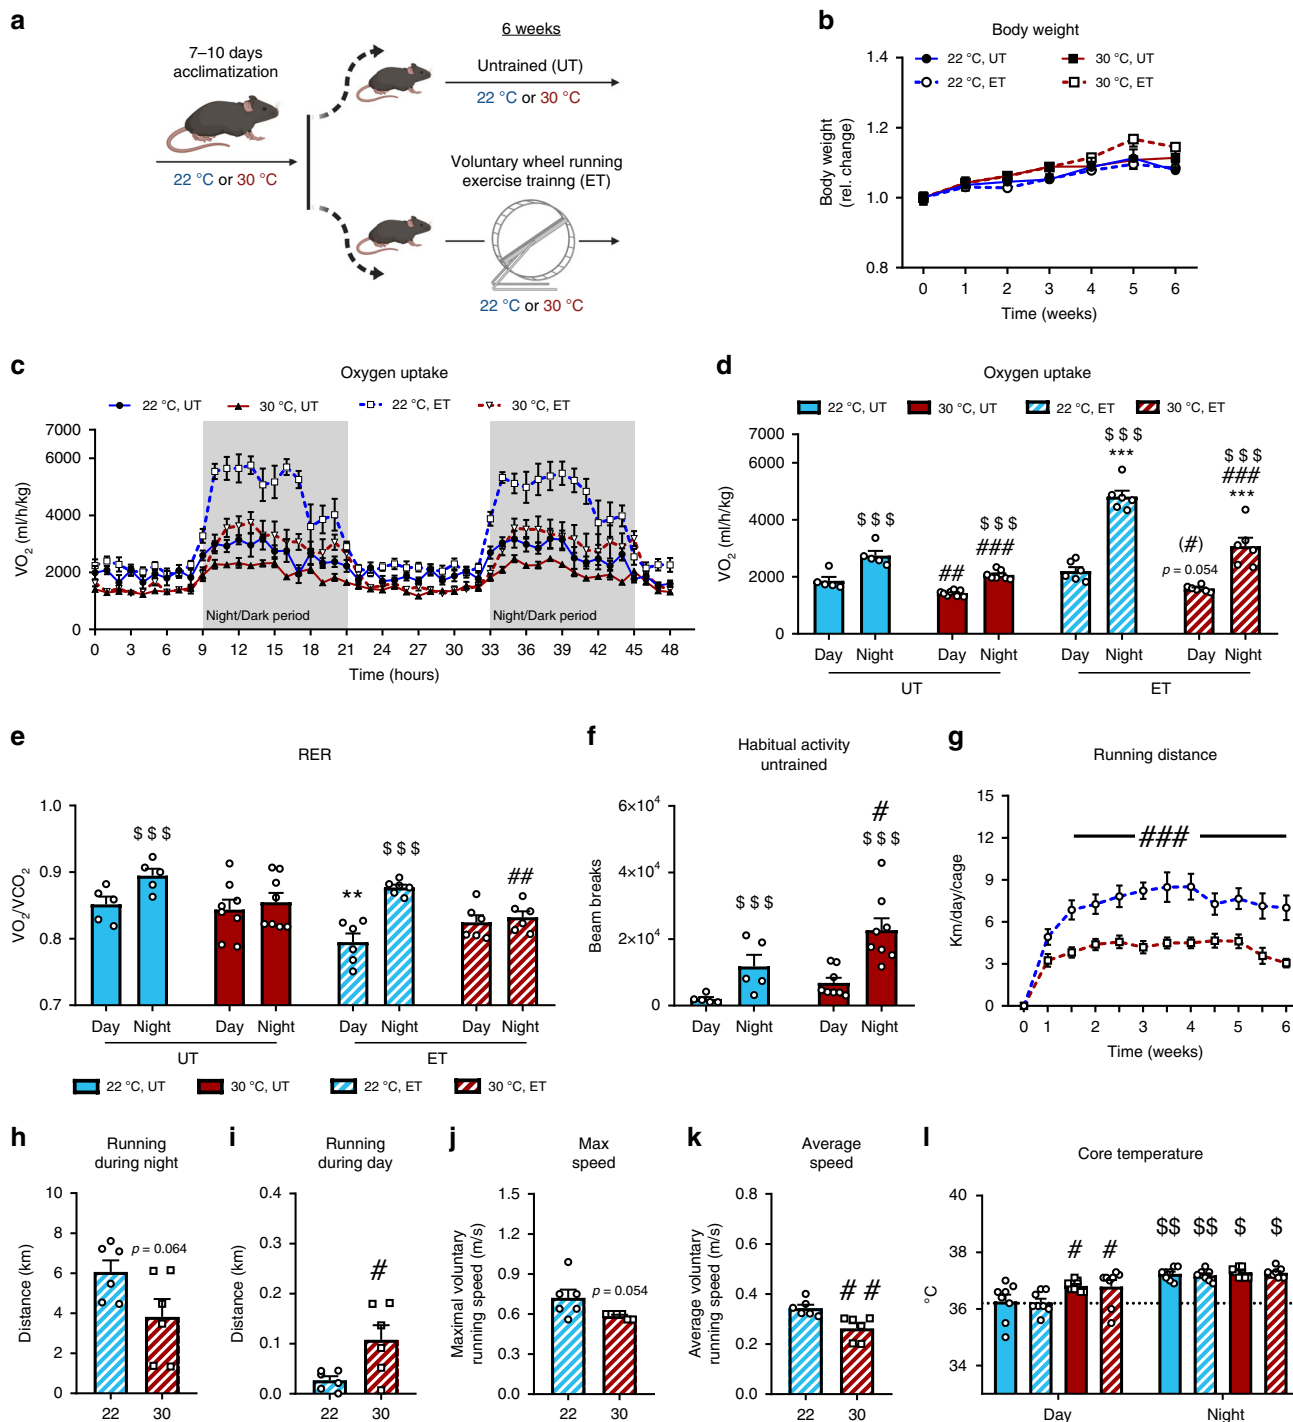 a
7–10 days
acclimatization
22 °C or 30 °C
6 weeks
Untrained (UT)
22 °C or 30 °C
Voluntary wheel running
exercise trainng (ET)
22 °C or 30 °C
b
Body weight
22 °C, UT
30 °C, UT
22 °C, ET
30 °C, ET
Body weight
(rel. change)
1.4
1.2
1.0
0.8
0 1 2 3 4 5 6
Time (weeks)
c
Oxygen uptake
22 °C, UT
30 °C, UT
22 °C, ET
30 °C, ET
VO2 (ml/h/kg)
7000
6000
4000
2000
0
Night/Dark period
Night/Dark period
0 3 6 9 12 15 18 21 24 27 30 33 36 39 42 45 48
Time (hours)
d
Oxygen uptake
22 °C, UT
30 °C, UT
22 °C, ET
30 °C, ET
VO2 (ml/h/kg)
7000
6000
4000
2000
0
$ $ $
##
$ $ $
###
$ $ $
***
(#)
p = 0.054
$ $ $
###
***
Day Night Day Night Day Night Day Night
UT ET
e
RER
VO2/VCO2
1.0
0.9
0.8
0.7
$ $ $
**
$ $ $
##
Day Night Day Night Day Night Day Night
UT ET
22 °C, UT
30 °C, UT
22 °C, ET
30 °C, ET
f
Habitual activity
untrained
Beam breaks
6×10⁴
4×10⁴
2×10⁴
0
$ $ $
#
$ $ $
Day Night Day Night
g
Running distance
Km/day/cage
15
12
9
6
3
0
###
0 1 2 3 4 5 6
Time (weeks)
h
Running
during night
Distance (km)
10
8
6
4
2
0
p = 0.064
22 30
i
Running
during day
Distance (km)
0.4
0.3
0.2
0.1
0.0
#
22 30
j
Max
speed
Maximal voluntary
running speed (m/s)
1.5
1.2
0.9
0.6
0.3
0.0
p = 0.054
22 30
k
Average
speed
Average voluntary
running speed (m/s)
0.8
0.6
0.4
0.2
0.0
# #
22 30
l
Core temperature
°C
40
38
36
34
#
#
$$
$$
$
$
Day Night